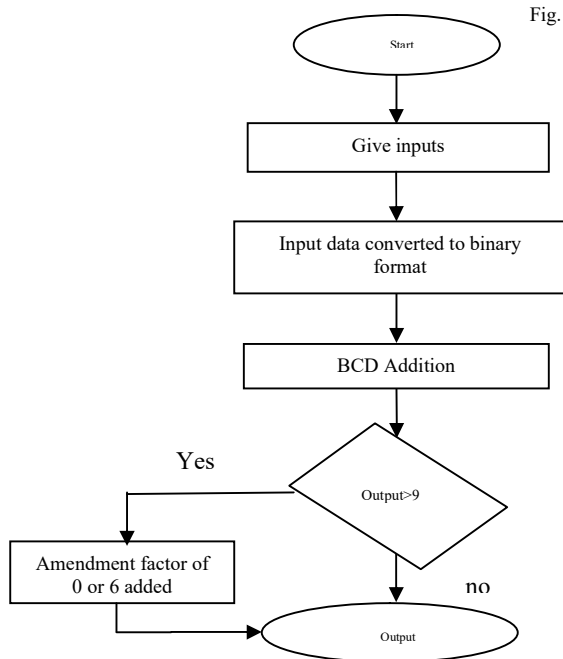 Fig.
Start
Give inputs
Input data converted to binary
format
BCD Addition
Yes
Output>9
Amendment factor of
0 or 6 added
no
Output